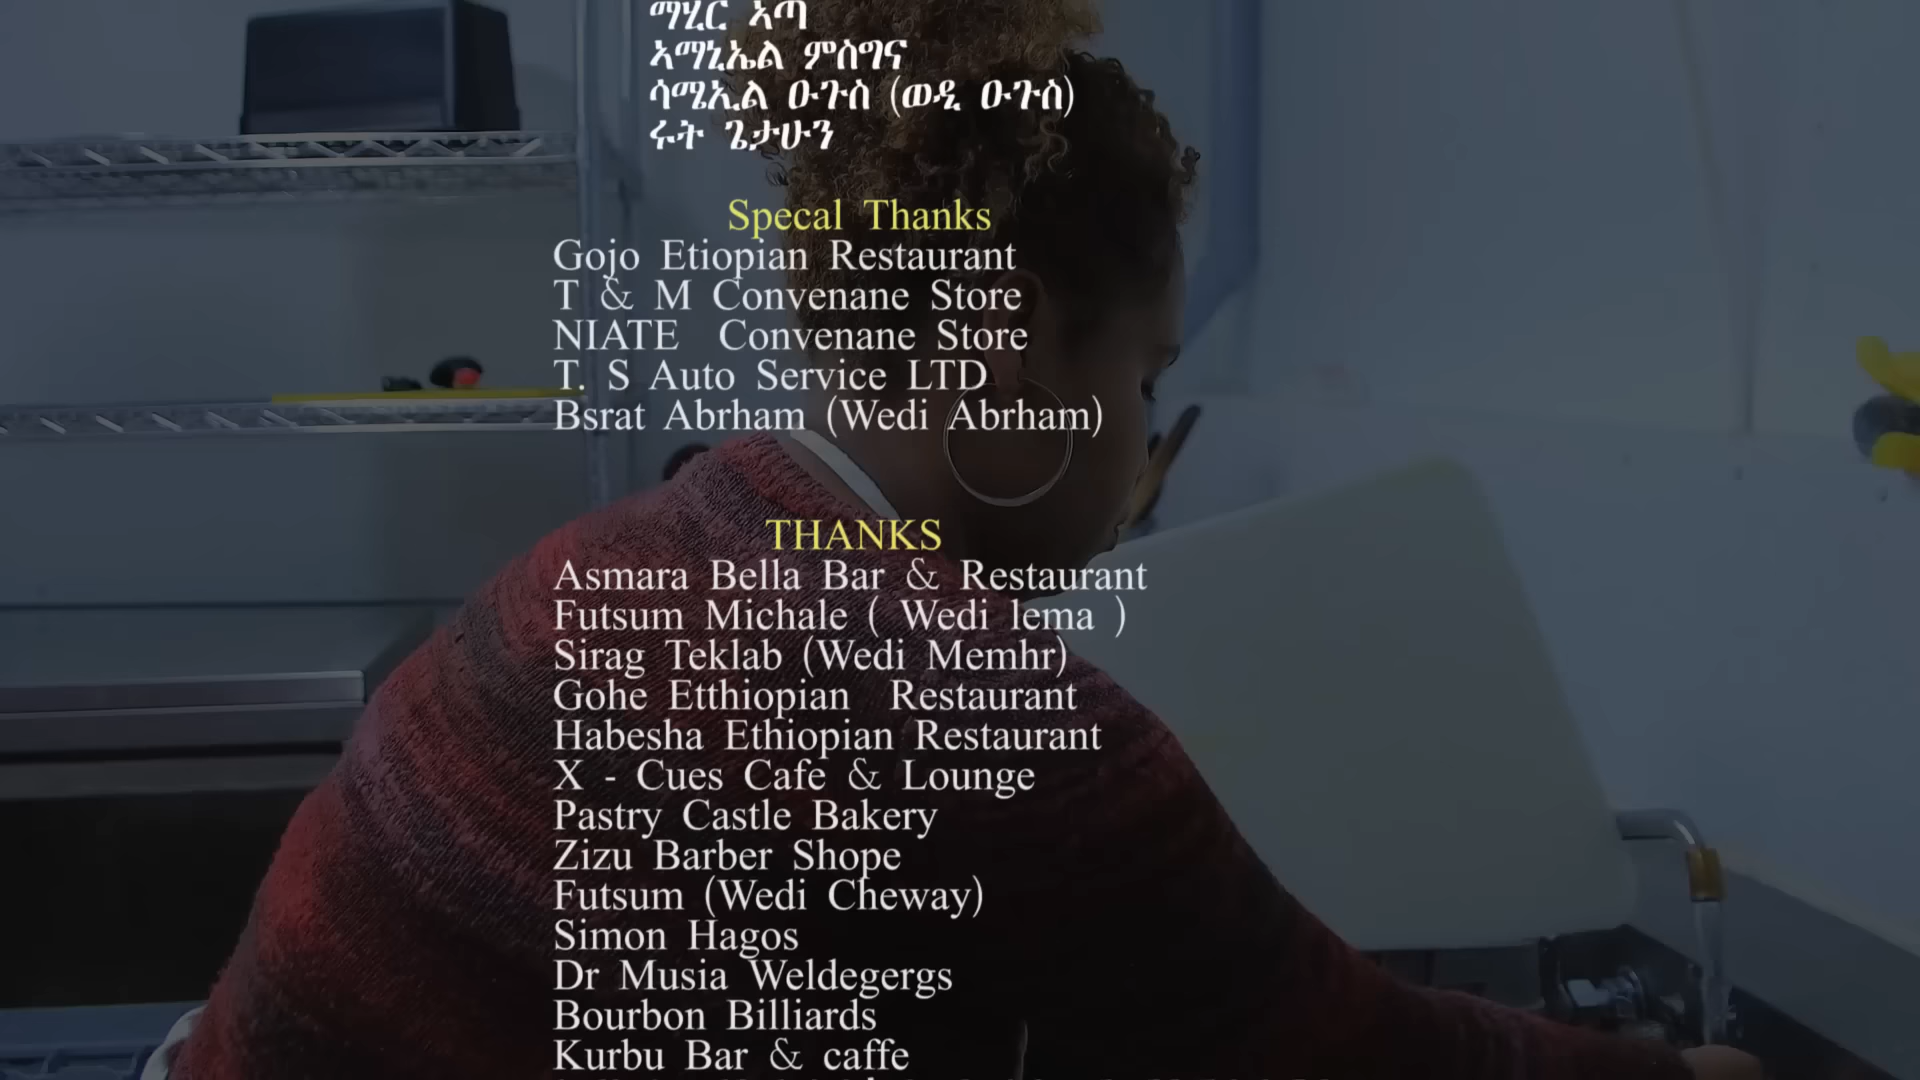 ማሂር ኣጣ
ኣማኒኤል ምስግና
ሳሚኢል ዑጉስ (ወዲ ዑጉስ)
ሩት ጌታሁን
Specal Thanks
Gojo Etiopian Restaurant
T & M Convenane Store
NIATE Convenane Store
T. S Auto Service LTD
Bsrat Abrham (Wedi Abrham)
THANKS
Asmara Bella Bar & Restaurant
Futsum Michale ( Wedi lema )
Sirag Teklab (Wedi Memhr)
Gohe Etthiopian Restaurant
Habesha Ethiopian Restaurant
X - Cues Cafe & Lounge
Pastry Castle Bakery
Zizu Barber Shope
Futsum (Wedi Cheway)
Simon Hagos
Dr Musia Weldegergs
Bourbon Billiards
Kurbu Bar & caffe